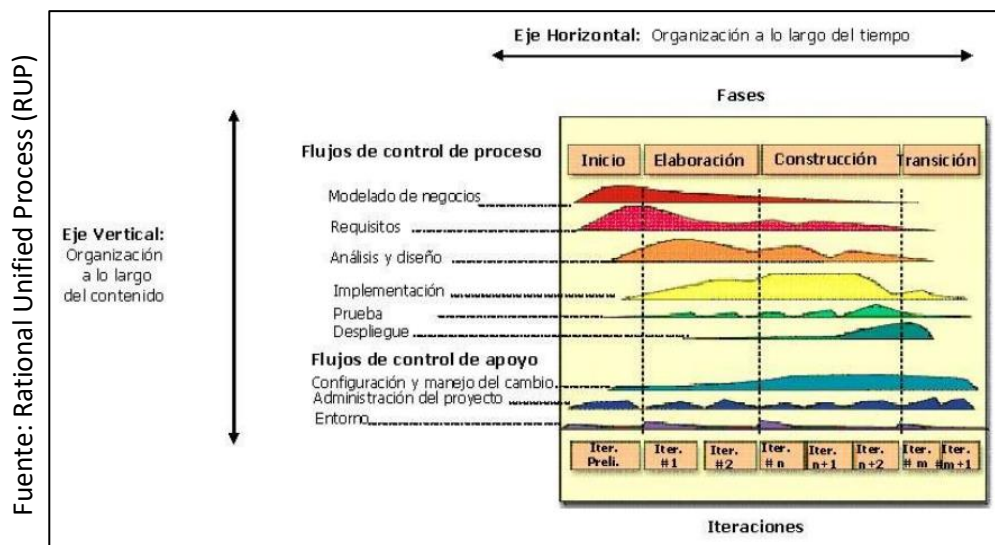 Fuente: Rational Unified Process (RUP)
Eje Horizontal: Organización a lo largo del tiempo
Fases
Flujos de control de proceso
Inicio
Elaboración
Construcción
Transición
Modelado de negocios
Requisitos
Eje Vertical:
Organización
a lo largo
del contenido
Análisis y diseño
Implementación
Prueba
Despliegue
Flujos de control de apoyo
Configuración y manejo del cambio
Administración del proyecto
Entorno
Iter.
Preli.
Iter.
#1
Iter.
#2
Iter.
# n
Iter.
n+1
Iter.
n+2
Iter.
# m
Iter.
#m+1
Iteraciones